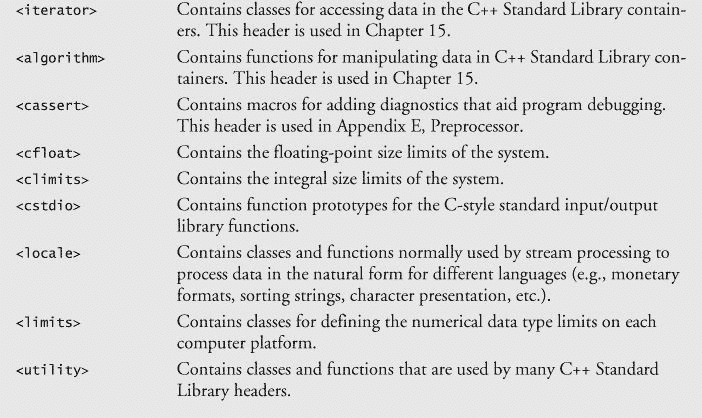 <iterator> Contains classes for accessing data in the C++ Standard Library contain-
ers. This header is used in Chapter 15.
<algorithm> Contains functions for manipulating data in C++ Standard Library con-
tainers. This header is used in Chapter 15.
<cassert> Contains macros for adding diagnostics that aid program debugging.
This header is used in Appendix E, Preprocessor.
<cfloat> Contains the floating-point size limits of the system.
<climits> Contains the integral size limits of the system.
<cstdio> Contains function prototypes for the C-style standard input/output
library functions.
<locale> Contains classes and functions normally used by stream processing to
process data in the natural form for different languages (e.g., monetary
formats, sorting strings, character presentation, etc.).
<limits> Contains classes for defining the numerical data type limits on each
computer platform.
<utility> Contains classes and functions that are used by many C++ Standard
Library headers.